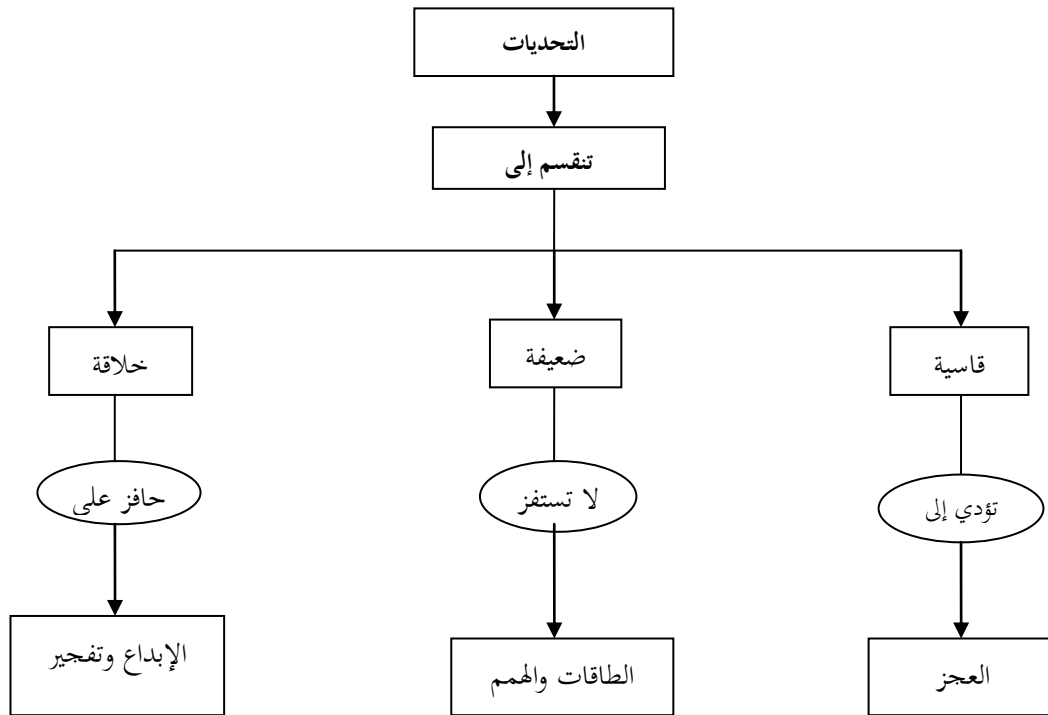 التحديات
تنقسم إلى
قاسية
ضعيفة
خلاقة
تؤدي إلى
لا تستفز
حافز على
العجز
الطاقات والهمم
الإبداع وتفجير